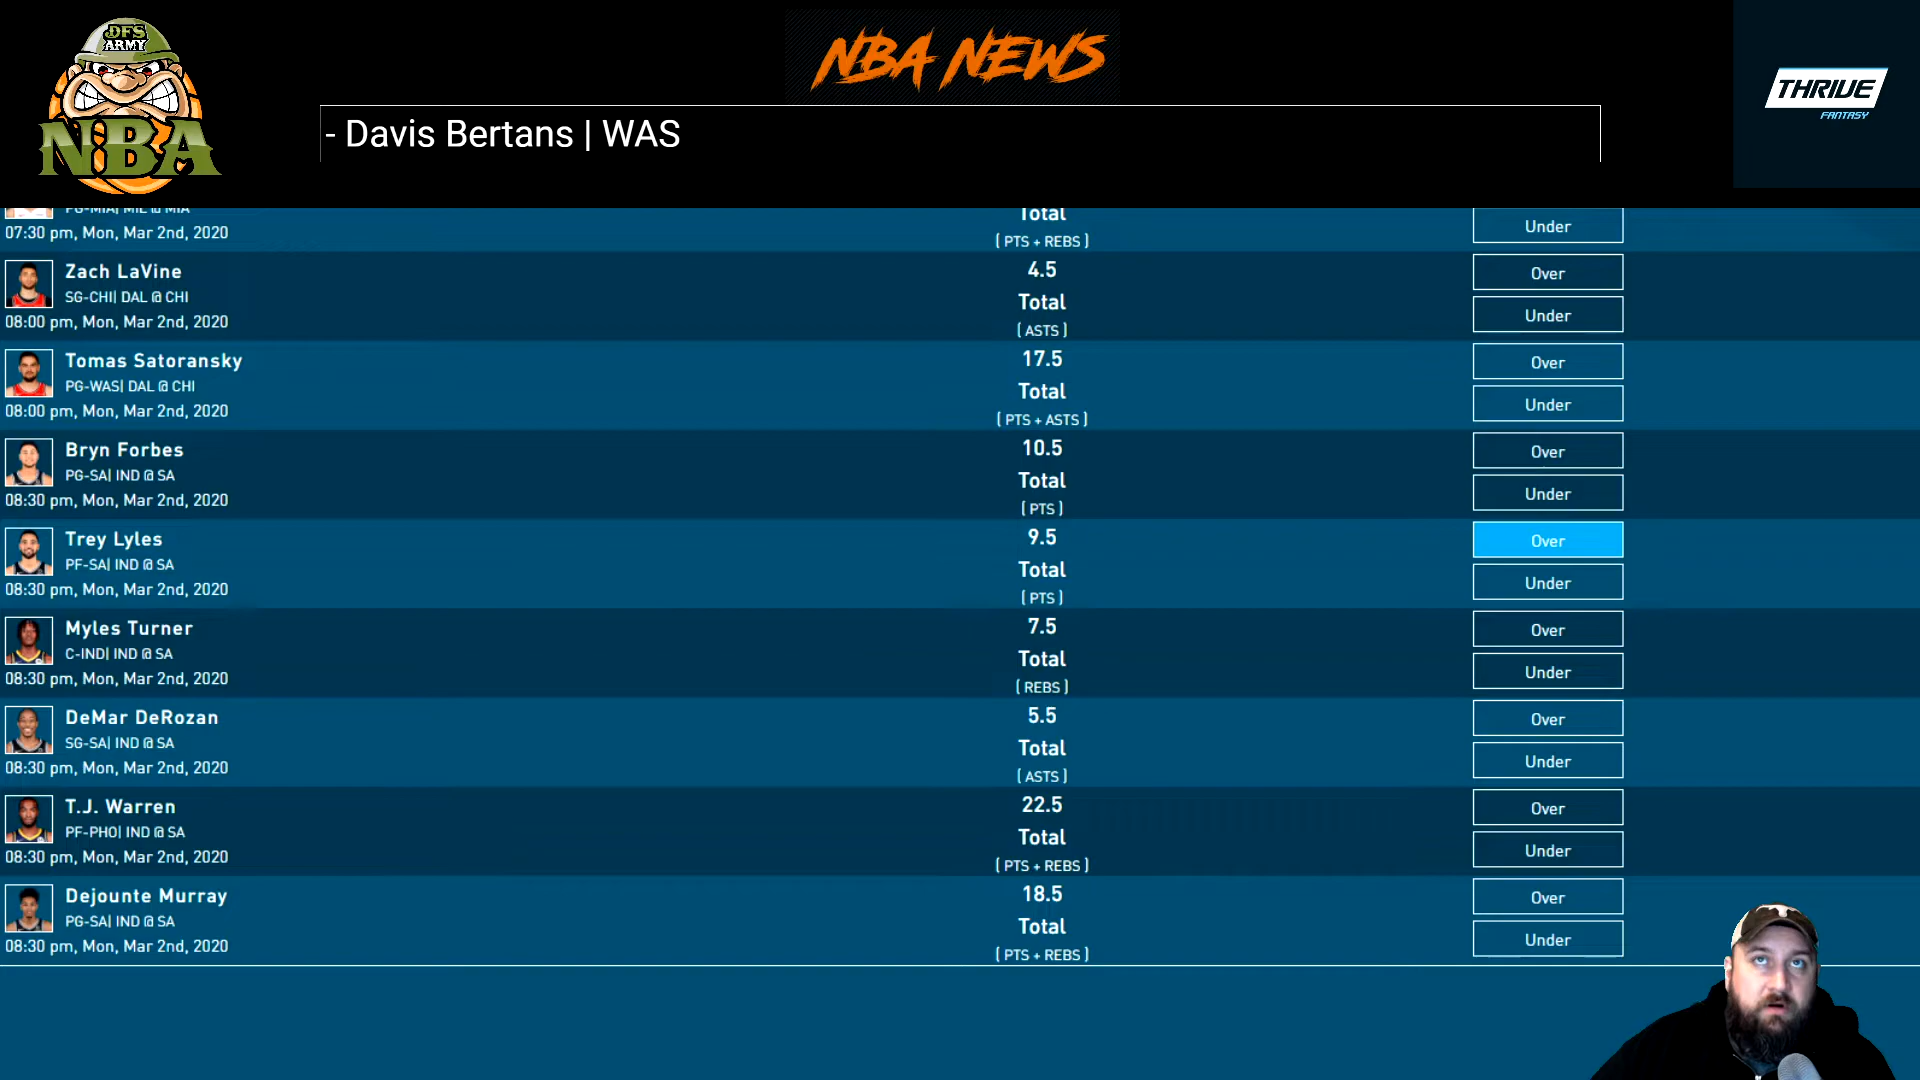 DFS
ARMY
NBA
NBA NEWS
THRIVE
FANTASY
- Davis Bertans | WAS
PG-MIA| MIL @ MIA
07:30 pm, Mon, Mar 2nd, 2020
Total
( PTS + REBS )
Under
Zach LaVine
SG-CHI| DAL @ CHI
08:00 pm, Mon, Mar 2nd, 2020
4.5
Total
( ASTS )
Over
Under
Tomas Satoransky
PG-WAS| DAL @ CHI
08:00 pm, Mon, Mar 2nd, 2020
17.5
Total
( PTS + ASTS )
Over
Under
Bryn Forbes
PG-SA| IND @ SA
08:30 pm, Mon, Mar 2nd, 2020
10.5
Total
( PTS )
Over
Under
Trey Lyles
PF-SA| IND @ SA
08:30 pm, Mon, Mar 2nd, 2020
9.5
Total
( PTS )
Over
Under
Myles Turner
C-IND| IND @ SA
08:30 pm, Mon, Mar 2nd, 2020
7.5
Total
( REBS )
Over
Under
DeMar DeRozan
SG-SA| IND @ SA
08:30 pm, Mon, Mar 2nd, 2020
5.5
Total
( ASTS )
Over
Under
T.J. Warren
PF-PHO| IND @ SA
08:30 pm, Mon, Mar 2nd, 2020
22.5
Total
( PTS + REBS )
Over
Under
Dejounte Murray
PG-SA| IND @ SA
08:30 pm, Mon, Mar 2nd, 2020
18.5
Total
( PTS + REBS )
Over
Under